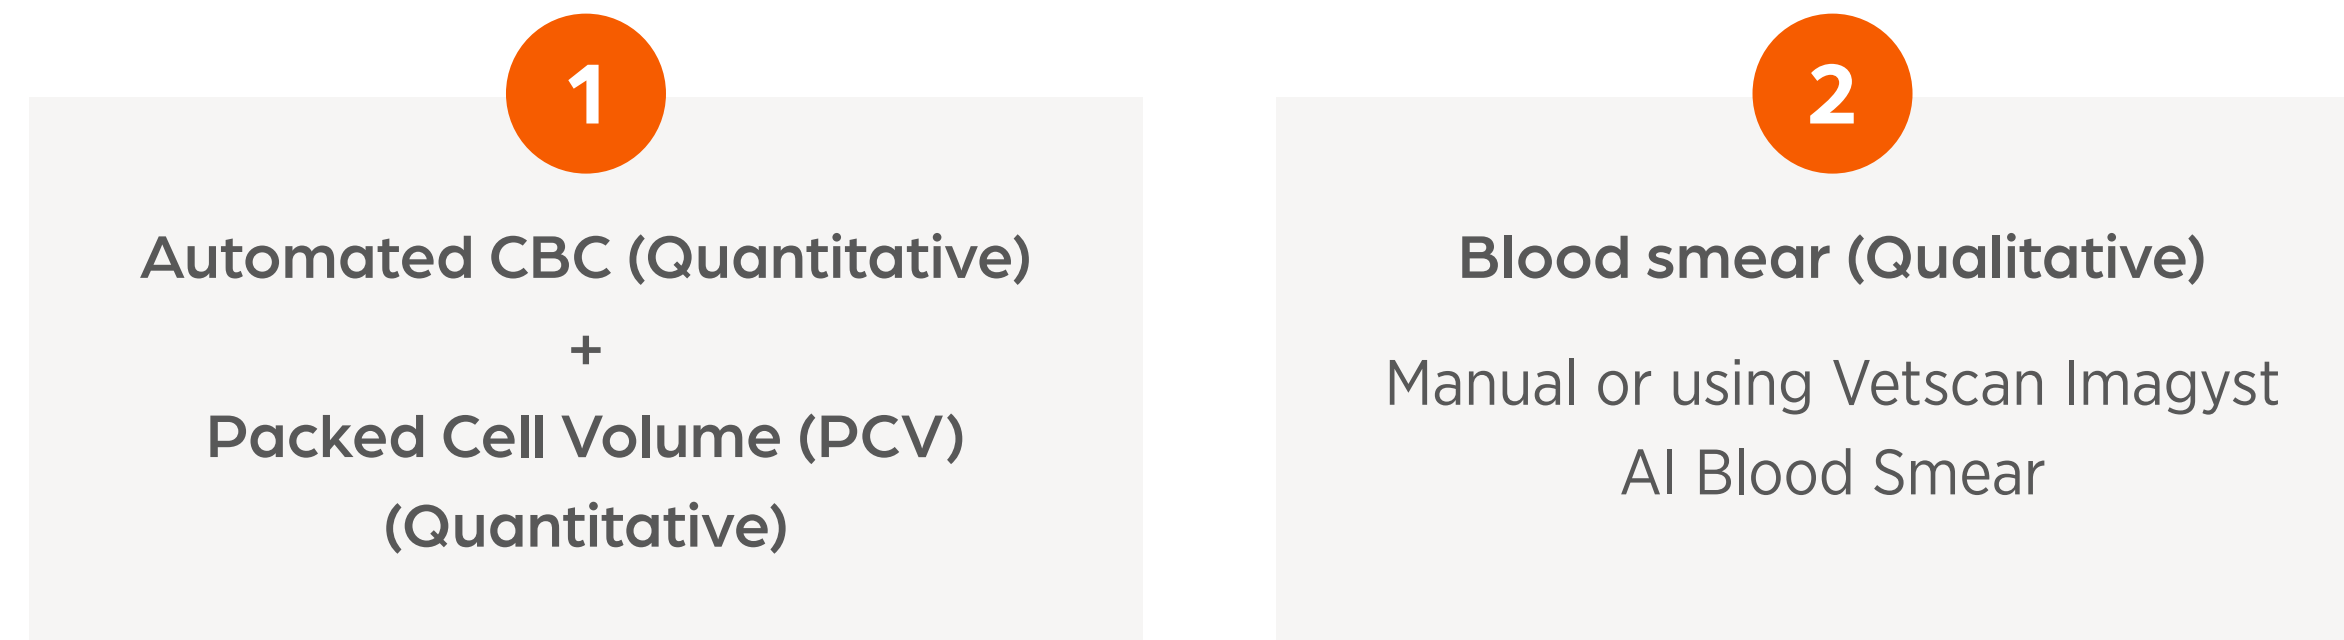 1
Automated CBC (Quantitative)
+
Packed Cell Volume (PCV)
(Quantitative)
2
Blood smear (Qualitative)
Manual or using Vetscan Imagyst
AI Blood Smear